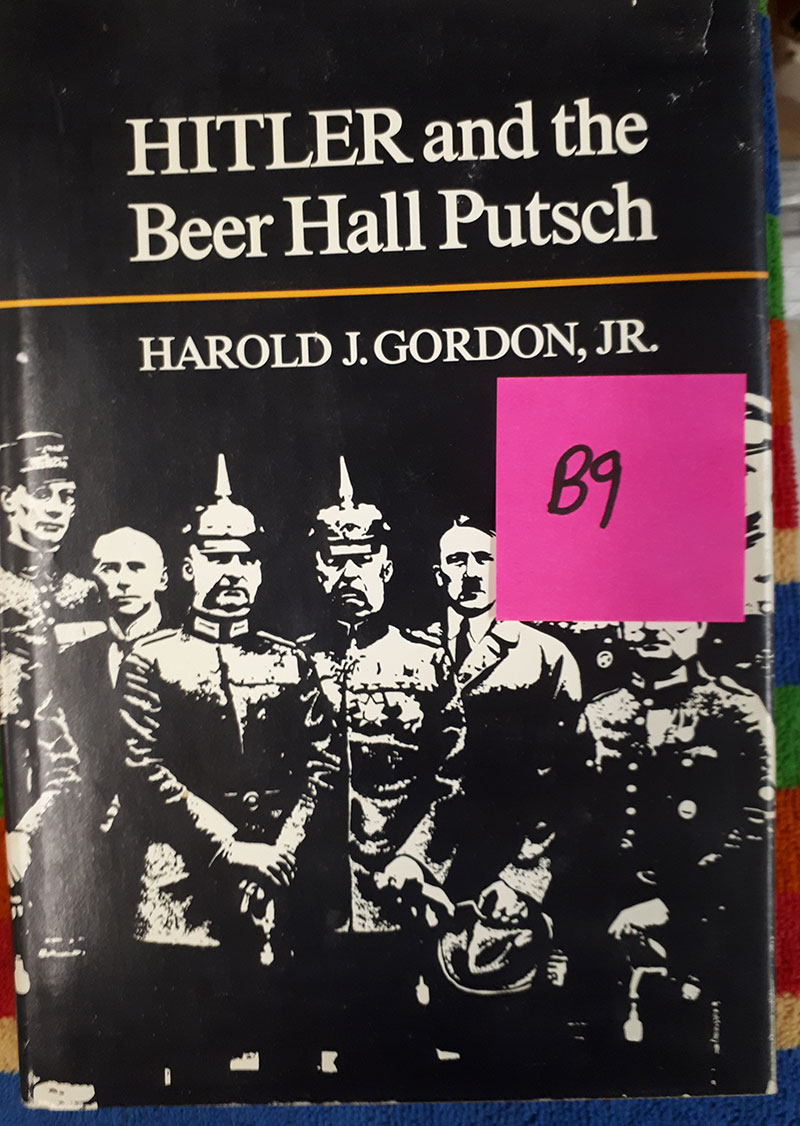 HITLER and the
Beer Hall Putsch
HAROLD J. GORDON, JR.
B9